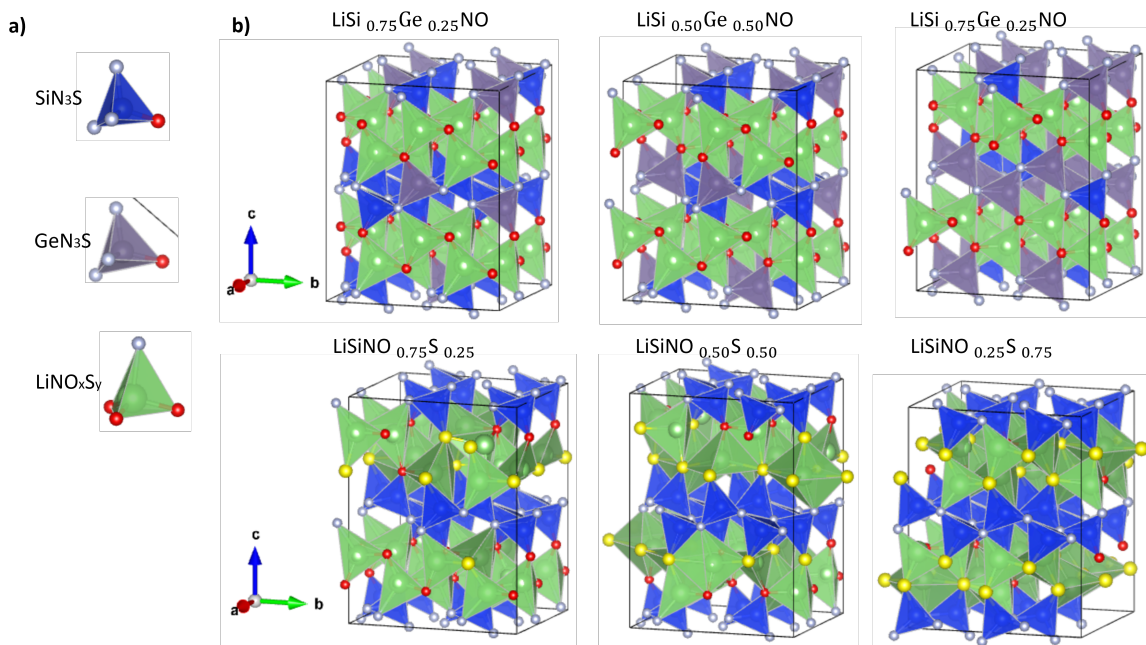 a)
SiN₃S
GeN₃S
LiNOₓSᵧ
b)
LiSi 0.75Ge 0.25NO
LiSi 0.50Ge 0.50NO
LiSi 0.75Ge 0.25NO
c
a
b
LiSiNO 0.75S 0.25
LiSiNO 0.50S 0.50
LiSiNO 0.25S 0.75
c
a
b